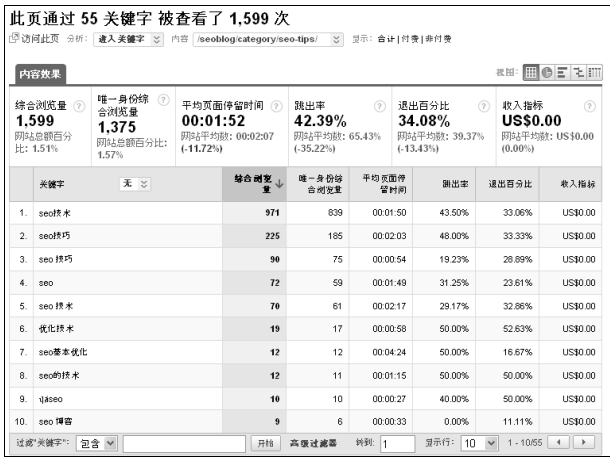 此页通过 55 关键字 被查看了 1,599 次
访问此页 分析: 进入关键字 内容 /seoblog/category/seo-tips/ 显示: 合计 | 付费 | 非付费
内容效果 视图:
综合浏览量 ?
1,599
网站总额百分
比: 1.51%
唯一身份综
合浏览量 ?
1,375
网站总额百分比:
1.57%
平均页面停留时间 ?
00:01:52
网站平均数: 00:02:07
(-11.72%)
跳出率 ?
42.39%
网站平均数: 65.43%
(-35.22%)
退出百分比 ?
34.08%
网站平均数: 39.37%
(-13.43%)
收入指标 ?
US$0.00
网站平均数: US$0.00
(0.00%)
关键字 无 综合浏览量 唯一身份综合浏览量 平均页面停留时间 跳出率 退出百分比 收入指标
1. seo技术 971 839 00:01:50 43.50% 33.06% US$0.00
2. seo技巧 225 185 00:02:03 48.00% 33.33% US$0.00
3. seo 技巧 90 75 00:00:54 19.23% 28.89% US$0.00
4. seo 72 59 00:01:49 31.25% 23.61% US$0.00
5. seo 技术 70 61 00:02:17 29.17% 32.86% US$0.00
6. 优化技术 19 17 00:00:58 50.00% 52.63% US$0.00
7. seo基本优化 12 12 00:04:24 50.00% 16.67% US$0.00
8. seo的技术 12 11 00:01:15 50.00% 50.00% US$0.00
9. 10 10 00:00:27 40.00% 50.00% US$0.00
10. seo 博客 9 6 00:00:33 0.00% 11.11% US$0.00
过滤"关键字": 包含 开始 高级过滤器 转到: 1 显示行: 10 1 - 10/55